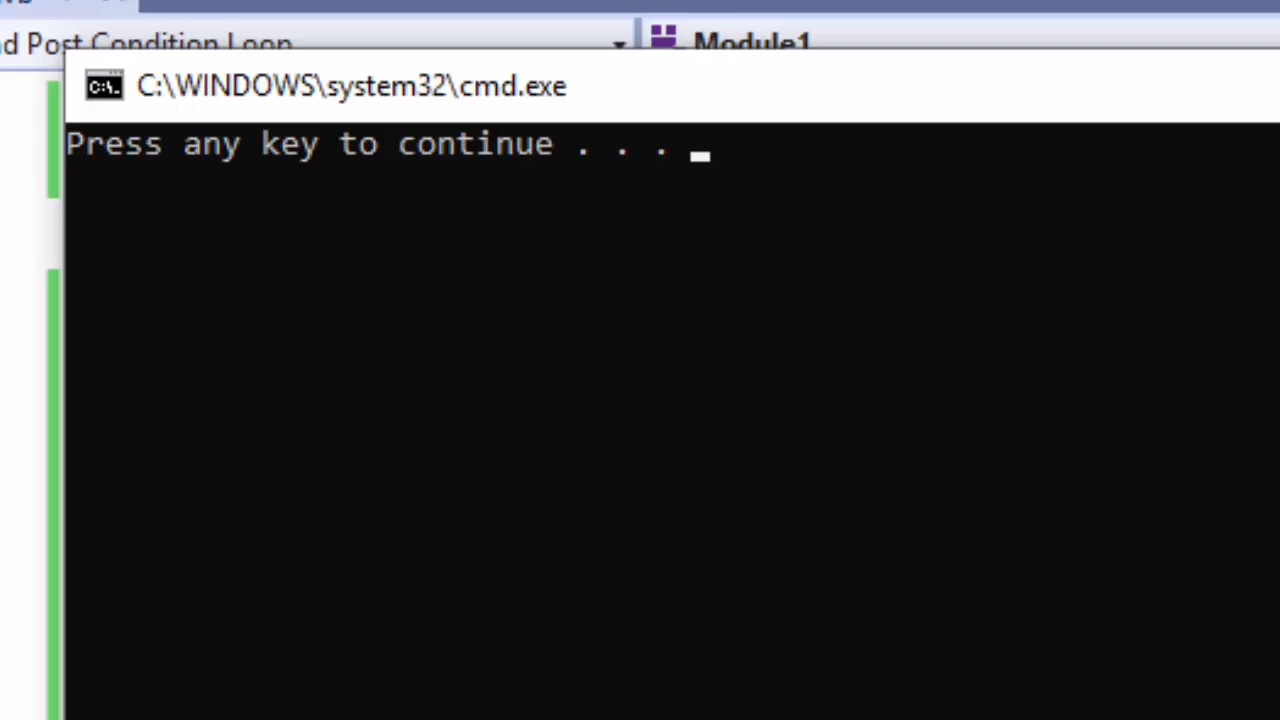 Post Condition Loop
Module1
C:\WINDOWS\system32\cmd.exe
Press any key to continue . . .